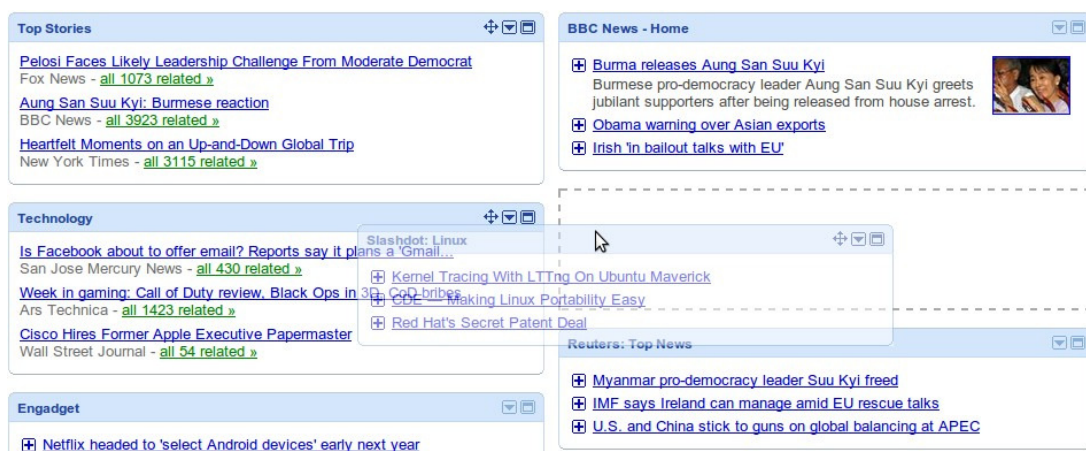 Top Stories
Pelosi Faces Likely Leadership Challenge From Moderate Democrat
Fox News - all 1073 related »
Aung San Suu Kyi: Burmese reaction
BBC News - all 3923 related »
Heartfelt Moments on an Up-and-Down Global Trip
New York Times - all 3115 related »
Technology
Is Facebook about to offer email? Reports say it plans a 'Gmail...
San Jose Mercury News - all 430 related »
Week in gaming: Call of Duty review, Black Ops in 3D, CoD bribes
Ars Technica - all 1423 related »
Cisco Hires Former Apple Executive Papermaster
Wall Street Journal - all 54 related »
Engadget
Netflix headed to 'select Android devices' early next year
Slashdot: Linux
Kernel Tracing With LTTng On Ubuntu Maverick
CDE — Making Linux Portability Easy
Red Hat's Secret Patent Deal
BBC News - Home
Burma releases Aung San Suu Kyi
Burmese pro-democracy leader Aung San Suu Kyi greets
jubilant supporters after being released from house arrest.
Obama warning over Asian exports
Irish 'in bailout talks with EU'
Reuters: Top News
Myanmar pro-democracy leader Suu Kyi freed
IMF says Ireland can manage amid EU rescue talks
U.S. and China stick to guns on global balancing at APEC